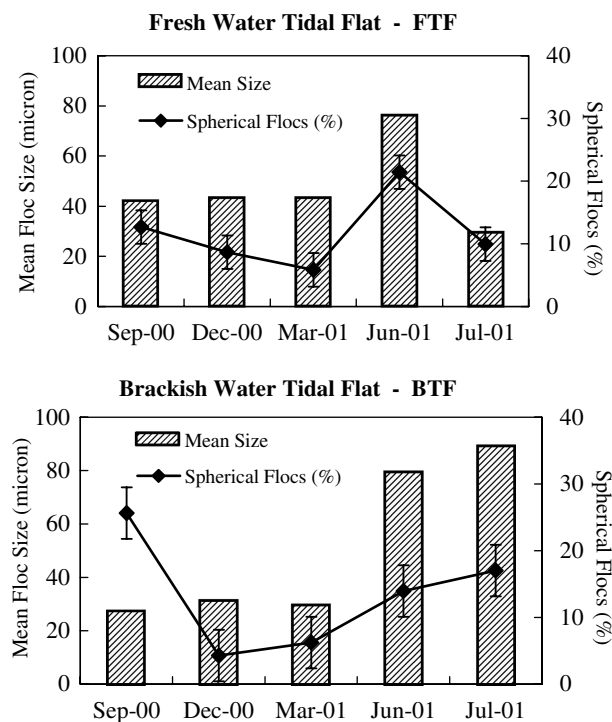 Fresh Water Tidal Flat - FTF
100
80
60
40
20
0
Mean Floc Size (micron)
Mean Size
Spherical Flocs (%)
40
30
20
10
0
Spherical Flocs (%)
Sep-00 Dec-00 Mar-01 Jun-01 Jul-01
Brackish Water Tidal Flat - BTF
100
80
60
40
20
0
Mean Floc Size (micron)
Mean Size
Spherical Flocs (%)
40
30
20
10
0
Spherical Flocs (%)
Sep-00 Dec-00 Mar-01 Jun-01 Jul-01